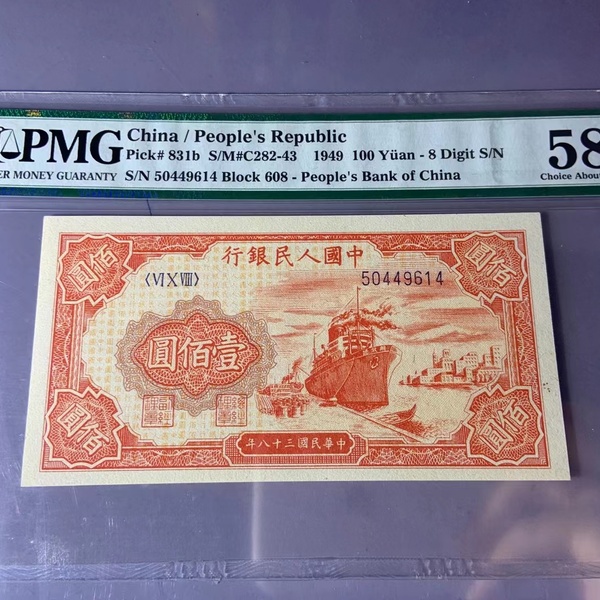 PMG
ER MONEY GUARANTY
China / People's Republic
Pick# 831b S/M#C282-43 1949 100 Yüan - 8 Digit S/N
S/N 50449614 Block 608 - People's Bank of China
58
Choice Abou
行銀民人國中
〈VI X VIII〉
50449614
圓佰
圓佰
圓佰壹
圓佰
圓佰
年八十三國民華中